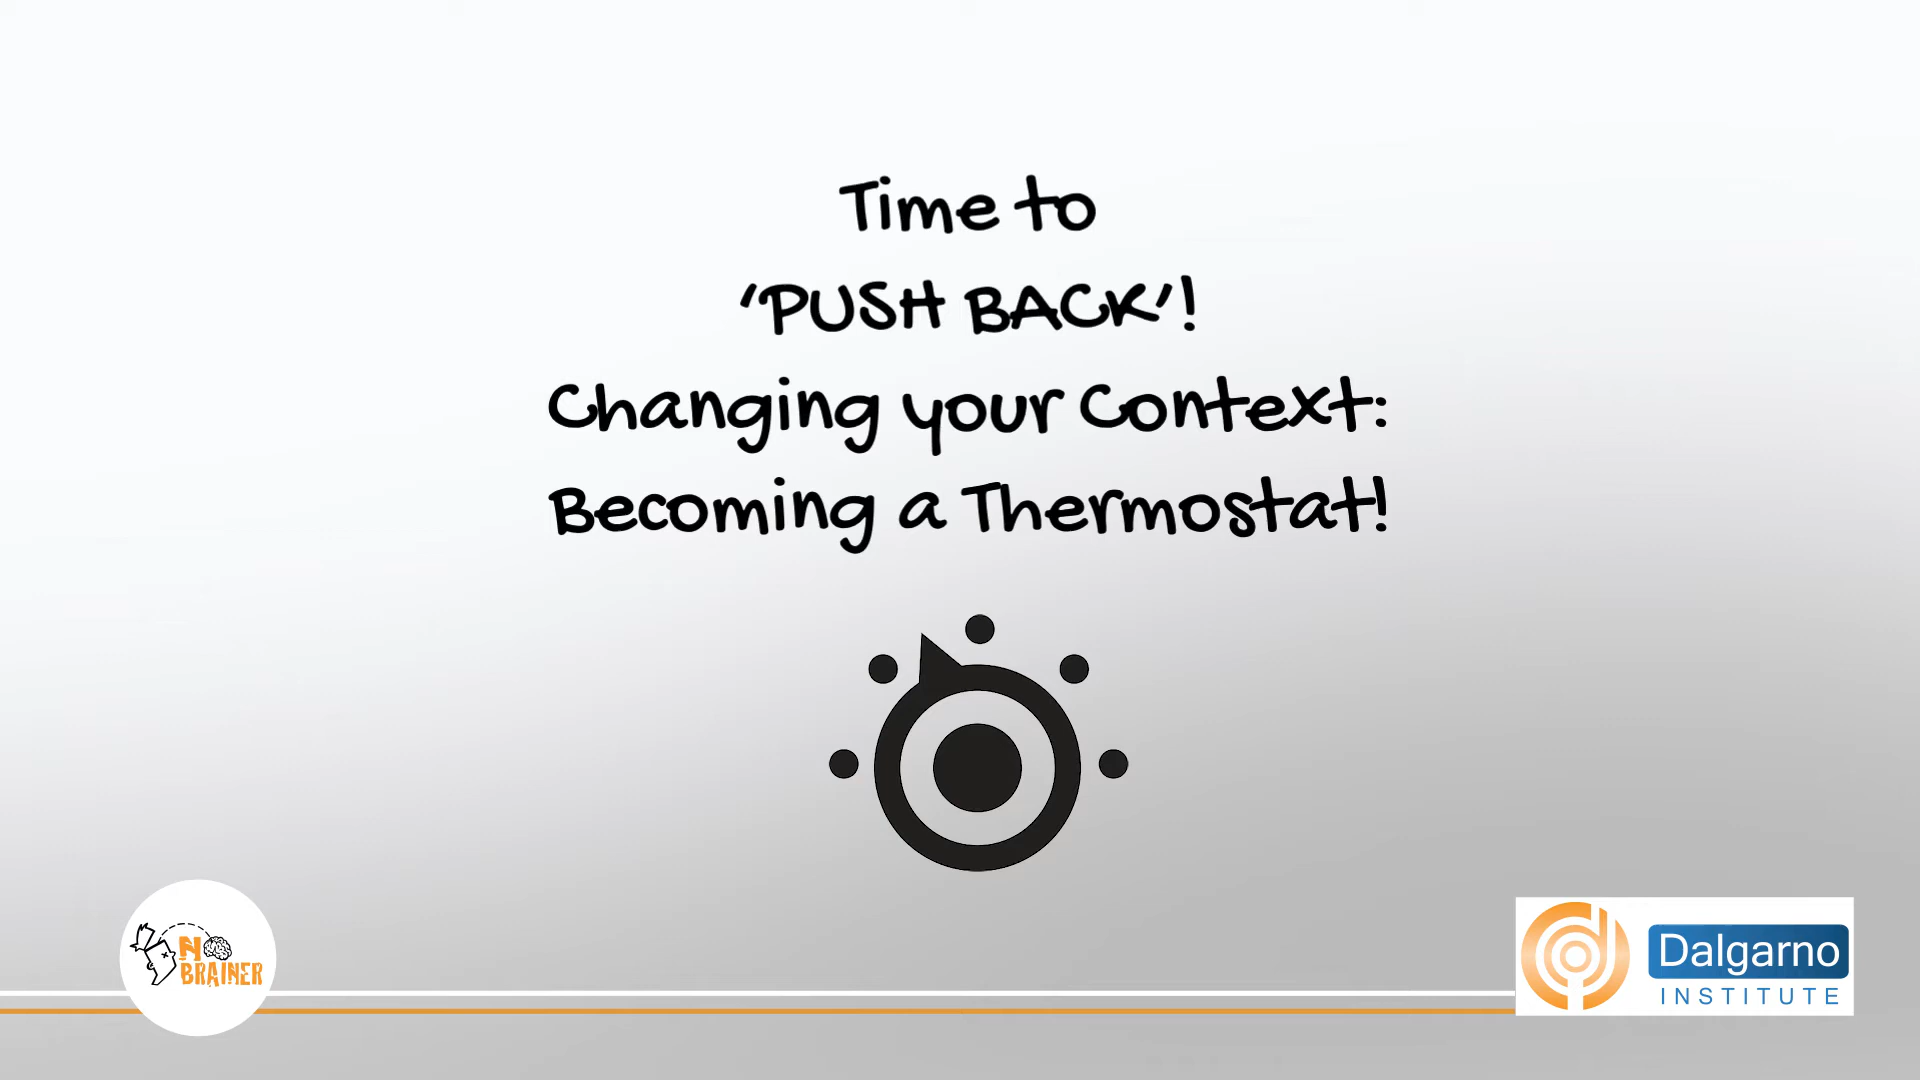 Time to
‘PUSH BACK’!
Changing your Context:
Becoming a Thermostat!
NO
BRAINER
Dalgarno
INSTITUTE